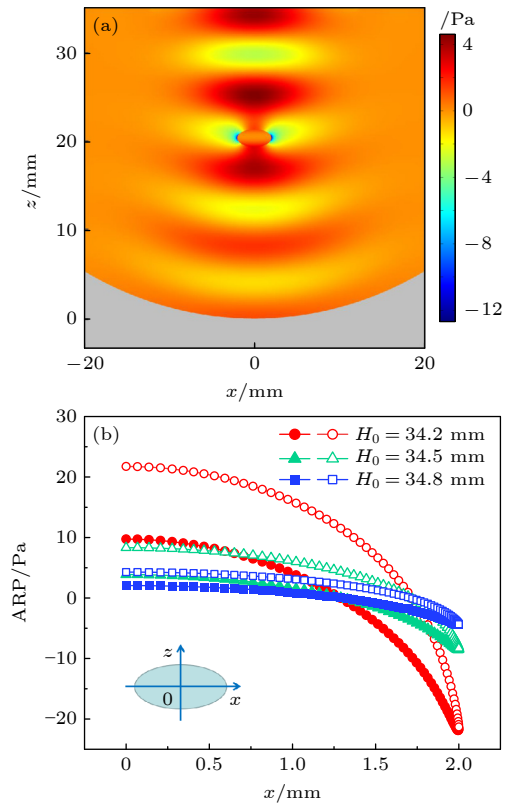 (a)
/Pa
30
20
10
0
z/mm
−20
0
20
x/mm
4
0
−4
−8
−12
(b)
H₀ = 34.2 mm
H₀ = 34.5 mm
H₀ = 34.8 mm
30
20
10
0
−10
−20
ARP/Pa
z
0
x
0
0.5
1.0
1.5
2.0
x/mm